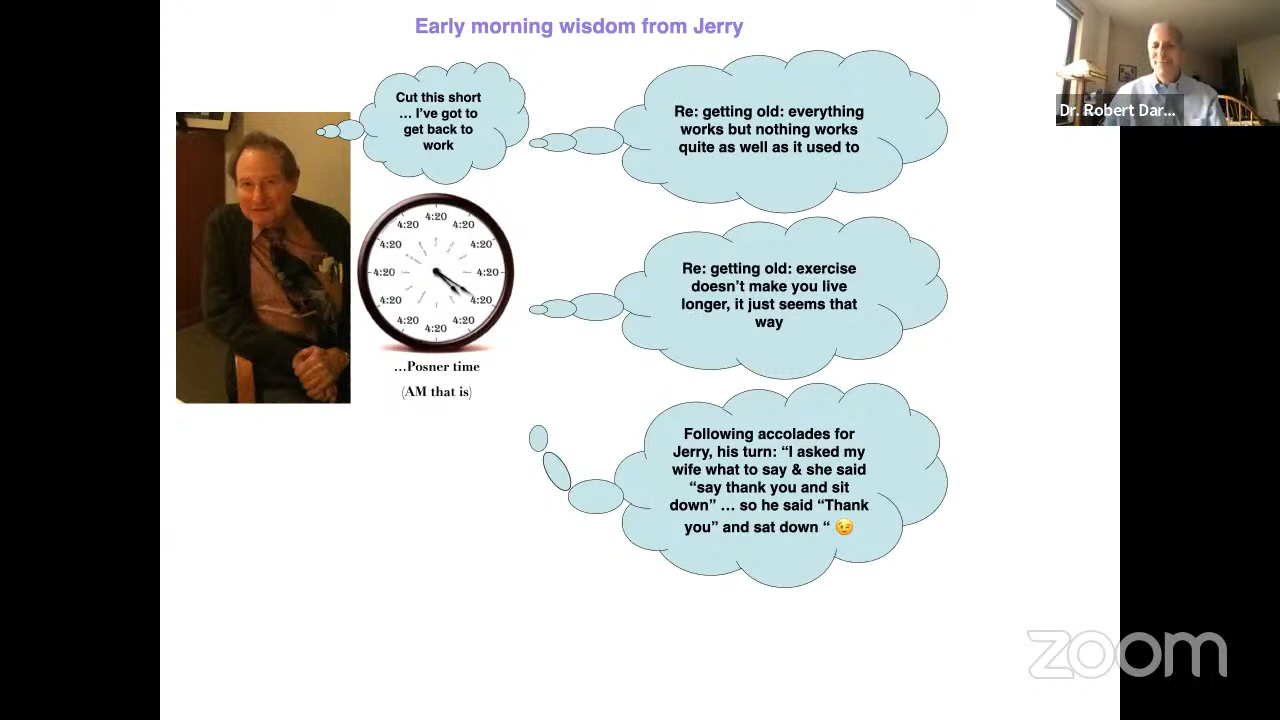 Early morning wisdom from Jerry
Cut this short
… I’ve got to
get back to
work
Re: getting old: everything
works but nothing works
quite as well as it used to
Dr. Robert Dar...
4:20
4:20
4:20
4:20
4:20
4:20
4:20
4:20
4:20
4:20
4:20
4:20
…Posner time
(AM that is)
Re: getting old: exercise
doesn’t make you live
longer, it just seems that
way
Following accolades for
Jerry, his turn: “I asked my
wife what to say & she said
“say thank you and sit
down” … so he said “Thank
you” and sat down “ 😉
zoom